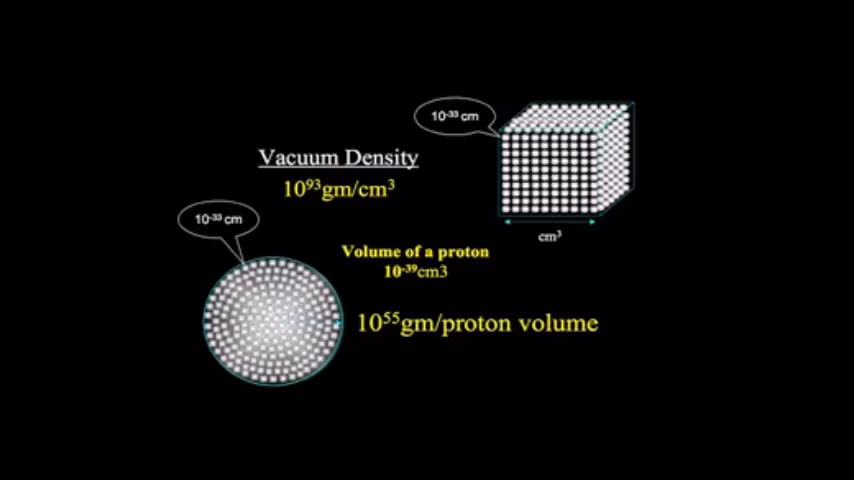 10⁻³³ cm
Vacuum Density
10⁹³gm/cm³
cm³
10⁻³³ cm
Volume of a proton
10⁻³⁹cm3
10⁵⁵gm/proton volume